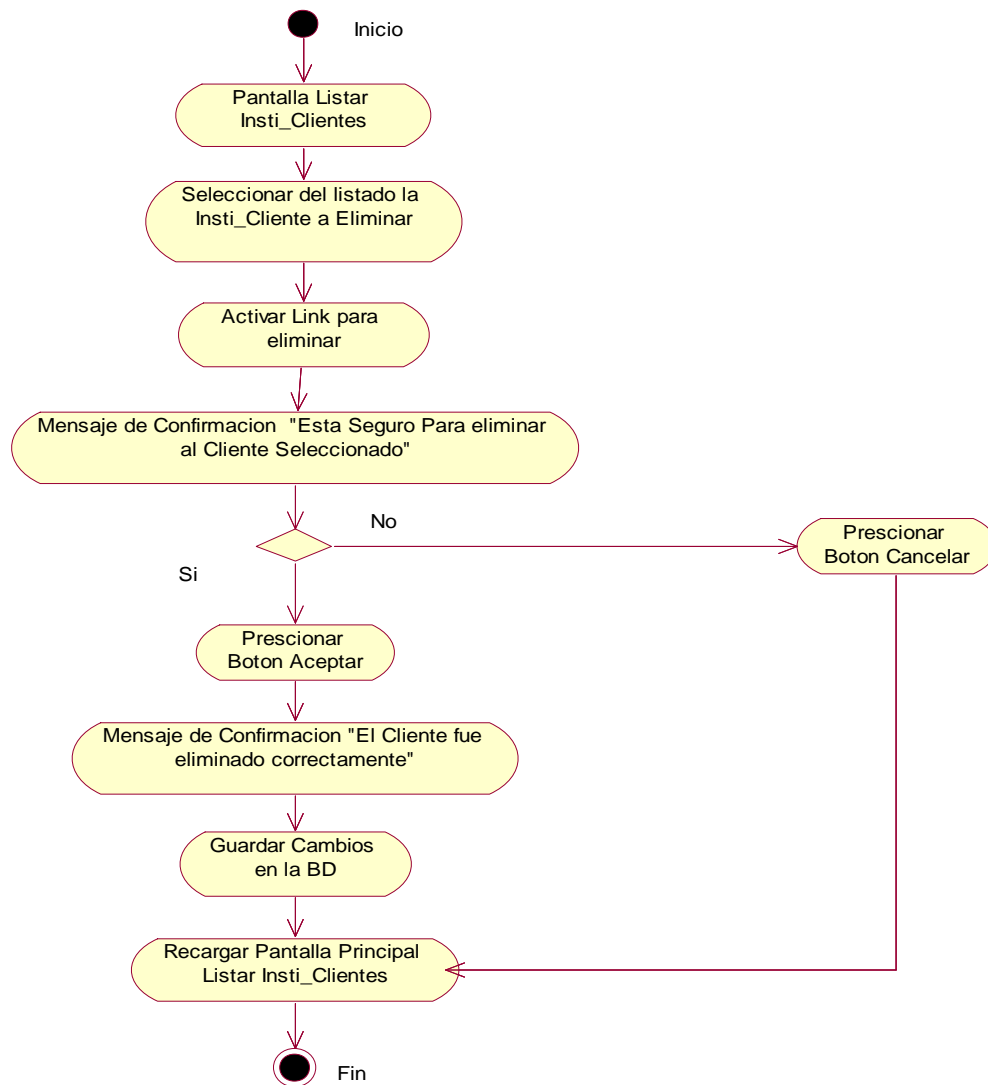 Inicio
Pantalla Listar
Insti_Clientes
Seleccionar del listado la
Insti_Cliente a Eliminar
Activar Link para
eliminar
Mensaje de Confirmacion "Esta Seguro Para eliminar
al Cliente Seleccionado"
No
Prescionar
Boton Cancelar
Si
Prescionar
Boton Aceptar
Mensaje de Confirmacion "El Cliente fue
eliminado correctamente"
Guardar Cambios
en la BD
Recargar Pantalla Principal
Listar Insti_Clientes
Fin